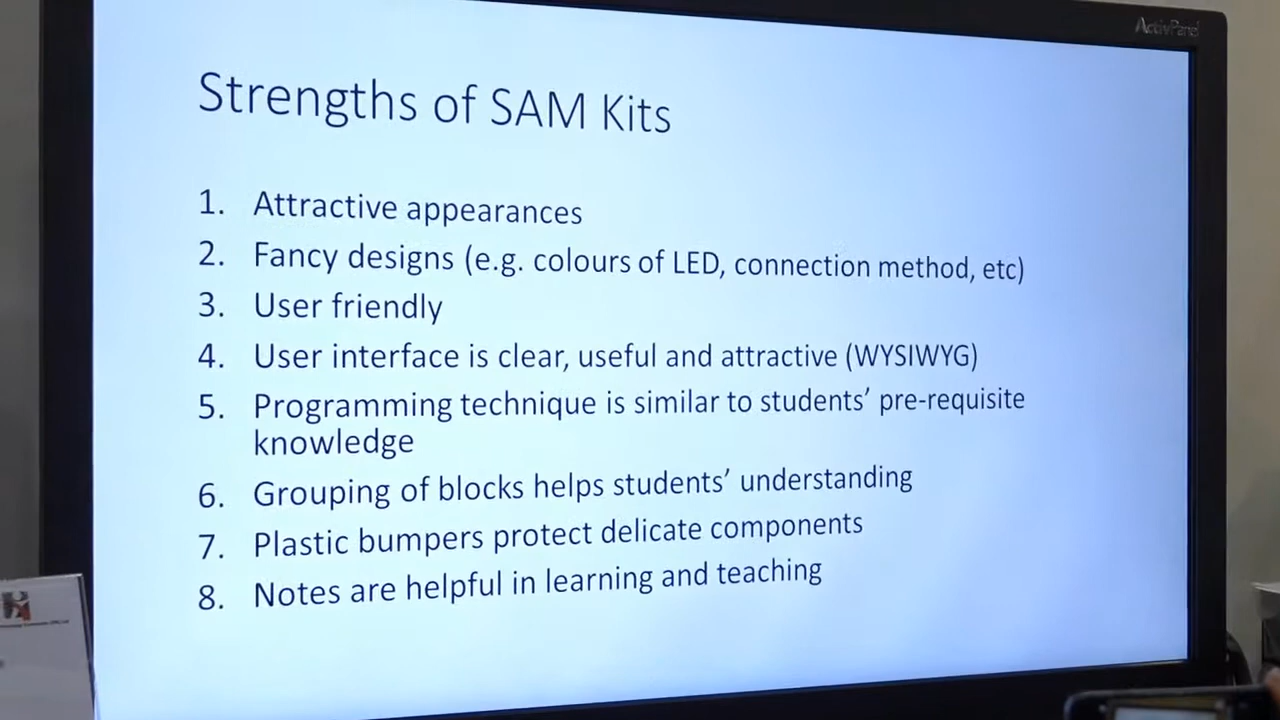 ActivPanel
Strengths of SAM Kits
1. Attractive appearances
2. Fancy designs (e.g. colours of LED, connection method, etc)
3. User friendly
4. User interface is clear, useful and attractive (WYSIWYG)
5. Programming technique is similar to students’ pre-requisite
knowledge
6. Grouping of blocks helps students’ understanding
7. Plastic bumpers protect delicate components
8. Notes are helpful in learning and teaching